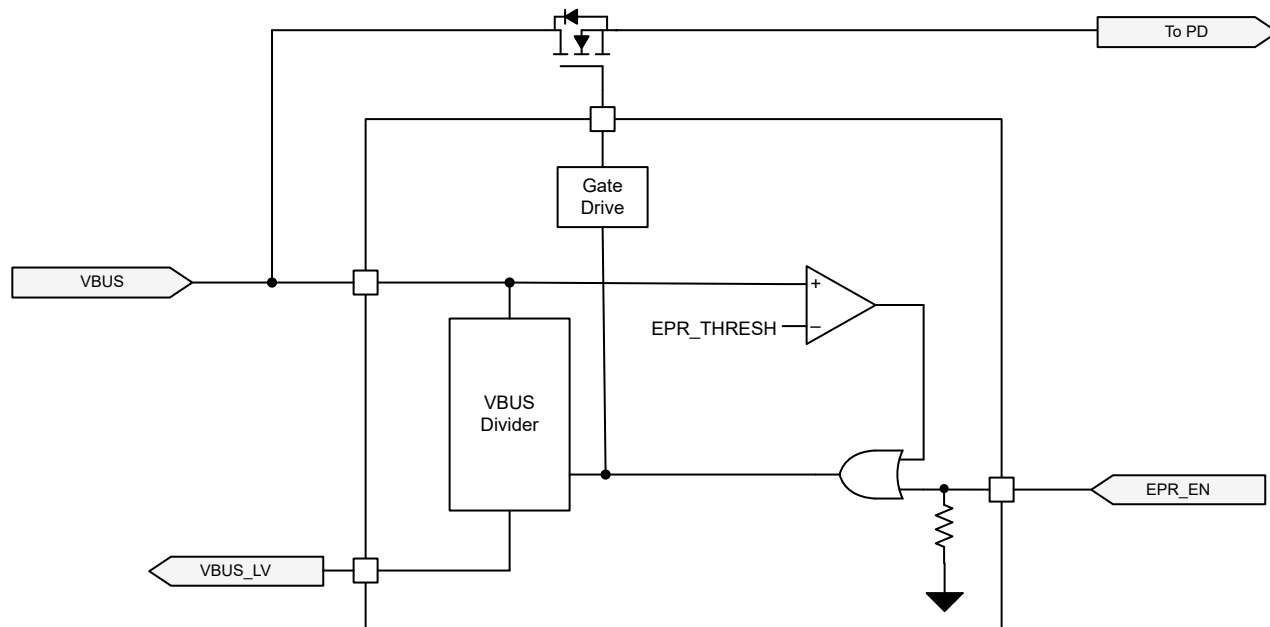 To PD
Gate
Drive
VBUS
+
EPR_THRESH
–
VBUS
Divider
EPR_EN
VBUS_LV